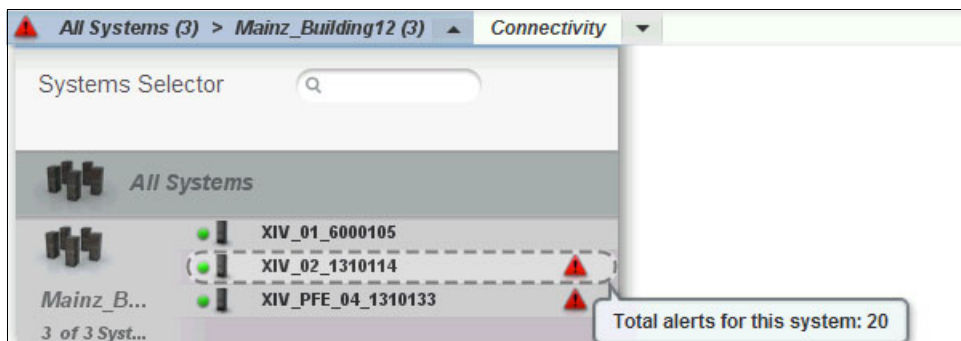 All Systems (3) > Mainz_Building12 (3) Connectivity
Systems Selector
All Systems
XIV_01_6000105
XIV_02_1310114
Mainz_B... XIV_PFE_04_1310133
Total alerts for this system: 20
3 of 3 Syst...